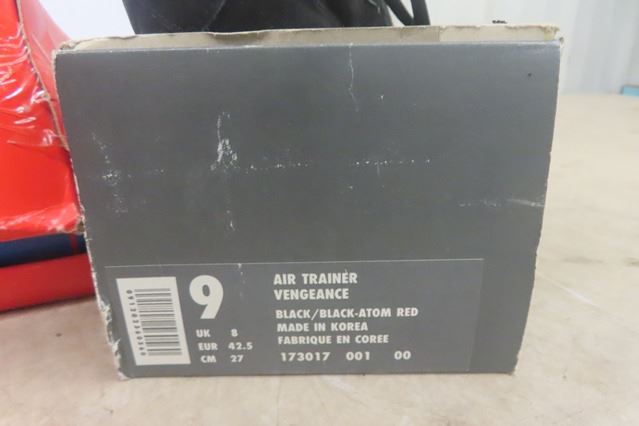 9
UK 8
EUR 42.5
CM 27
AIR TRAINER
VENGEANCE
BLACK/BLACK-ATOM RED
MADE IN KOREA
FABRIQUE EN COREE
173017 001 00